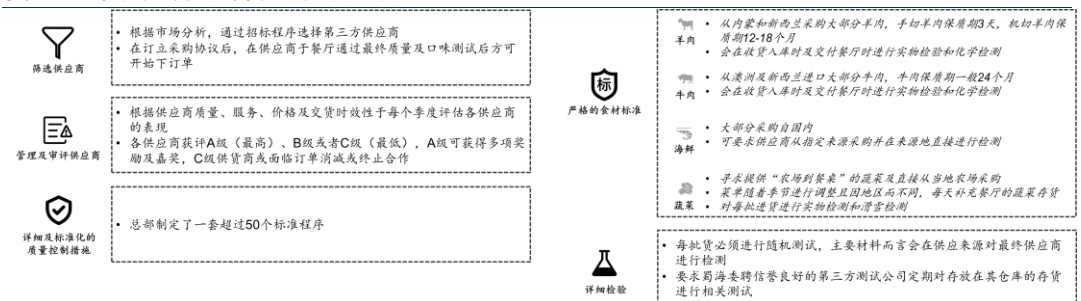 筛选供应商
• 根据市场分析，通过招标程序选择第三方供应商
• 在订立采购协议后，在供应商于餐厅通过最终质量及口味测试后方可
开始下订单
管理及审评供应商
• 根据供应商质量、服务、价格及交货时效性于每个季度评估各供应商
的表现
• 各供应商获评A级（最高）、B级或者C级（最低），A级可获得多项奖
励及嘉奖，C级供货商或面临订单消减或终止合作
详细及标准化的
质量控制措施
• 总部制定了一套超过50个标准程序
标
严格的食材标准
羊肉
• 从内蒙和新西兰采购大部分羊肉，手切羊肉保质期3天，机切羊肉保
质期12-18个月
• 会在收货入库时及交付餐厅时进行实物检验和化学检测
牛肉
• 从澳洲及新西兰进口大部分牛肉，牛肉保质期一般24个月
• 会在收货入库时及交付餐厅时进行实物检验和化学检测
海鲜
• 大部分采购自国内
• 可要求供应商从指定来源采购并在来源地直接进行检测
蔬菜
• 寻求提供“农场到餐桌”的蔬菜及直接从当地农场采购
• 菜单随着季节进行调整且因地区而不同，每天补充餐厅的蔬菜存货
• 对每批进货进行实物检测和滑雪检测
详细检验
• 每批货必须进行随机测试，主要材料而言会在供应来源对最终供应商
进行检测
• 要求蜀海委聘信誉良好的第三方测试公司定期对存放在其仓库的存货
进行相关测试